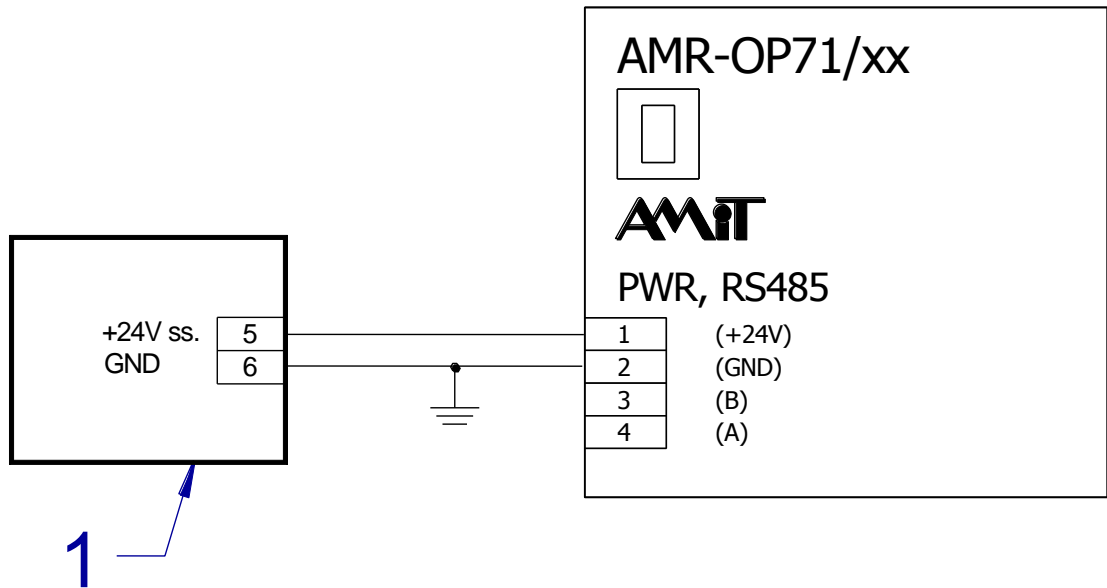 AMR-OP71/xx
AMiT
PWR, RS485
+24V ss. 5
GND 6
1 (+24V)
2 (GND)
3 (B)
4 (A)
1